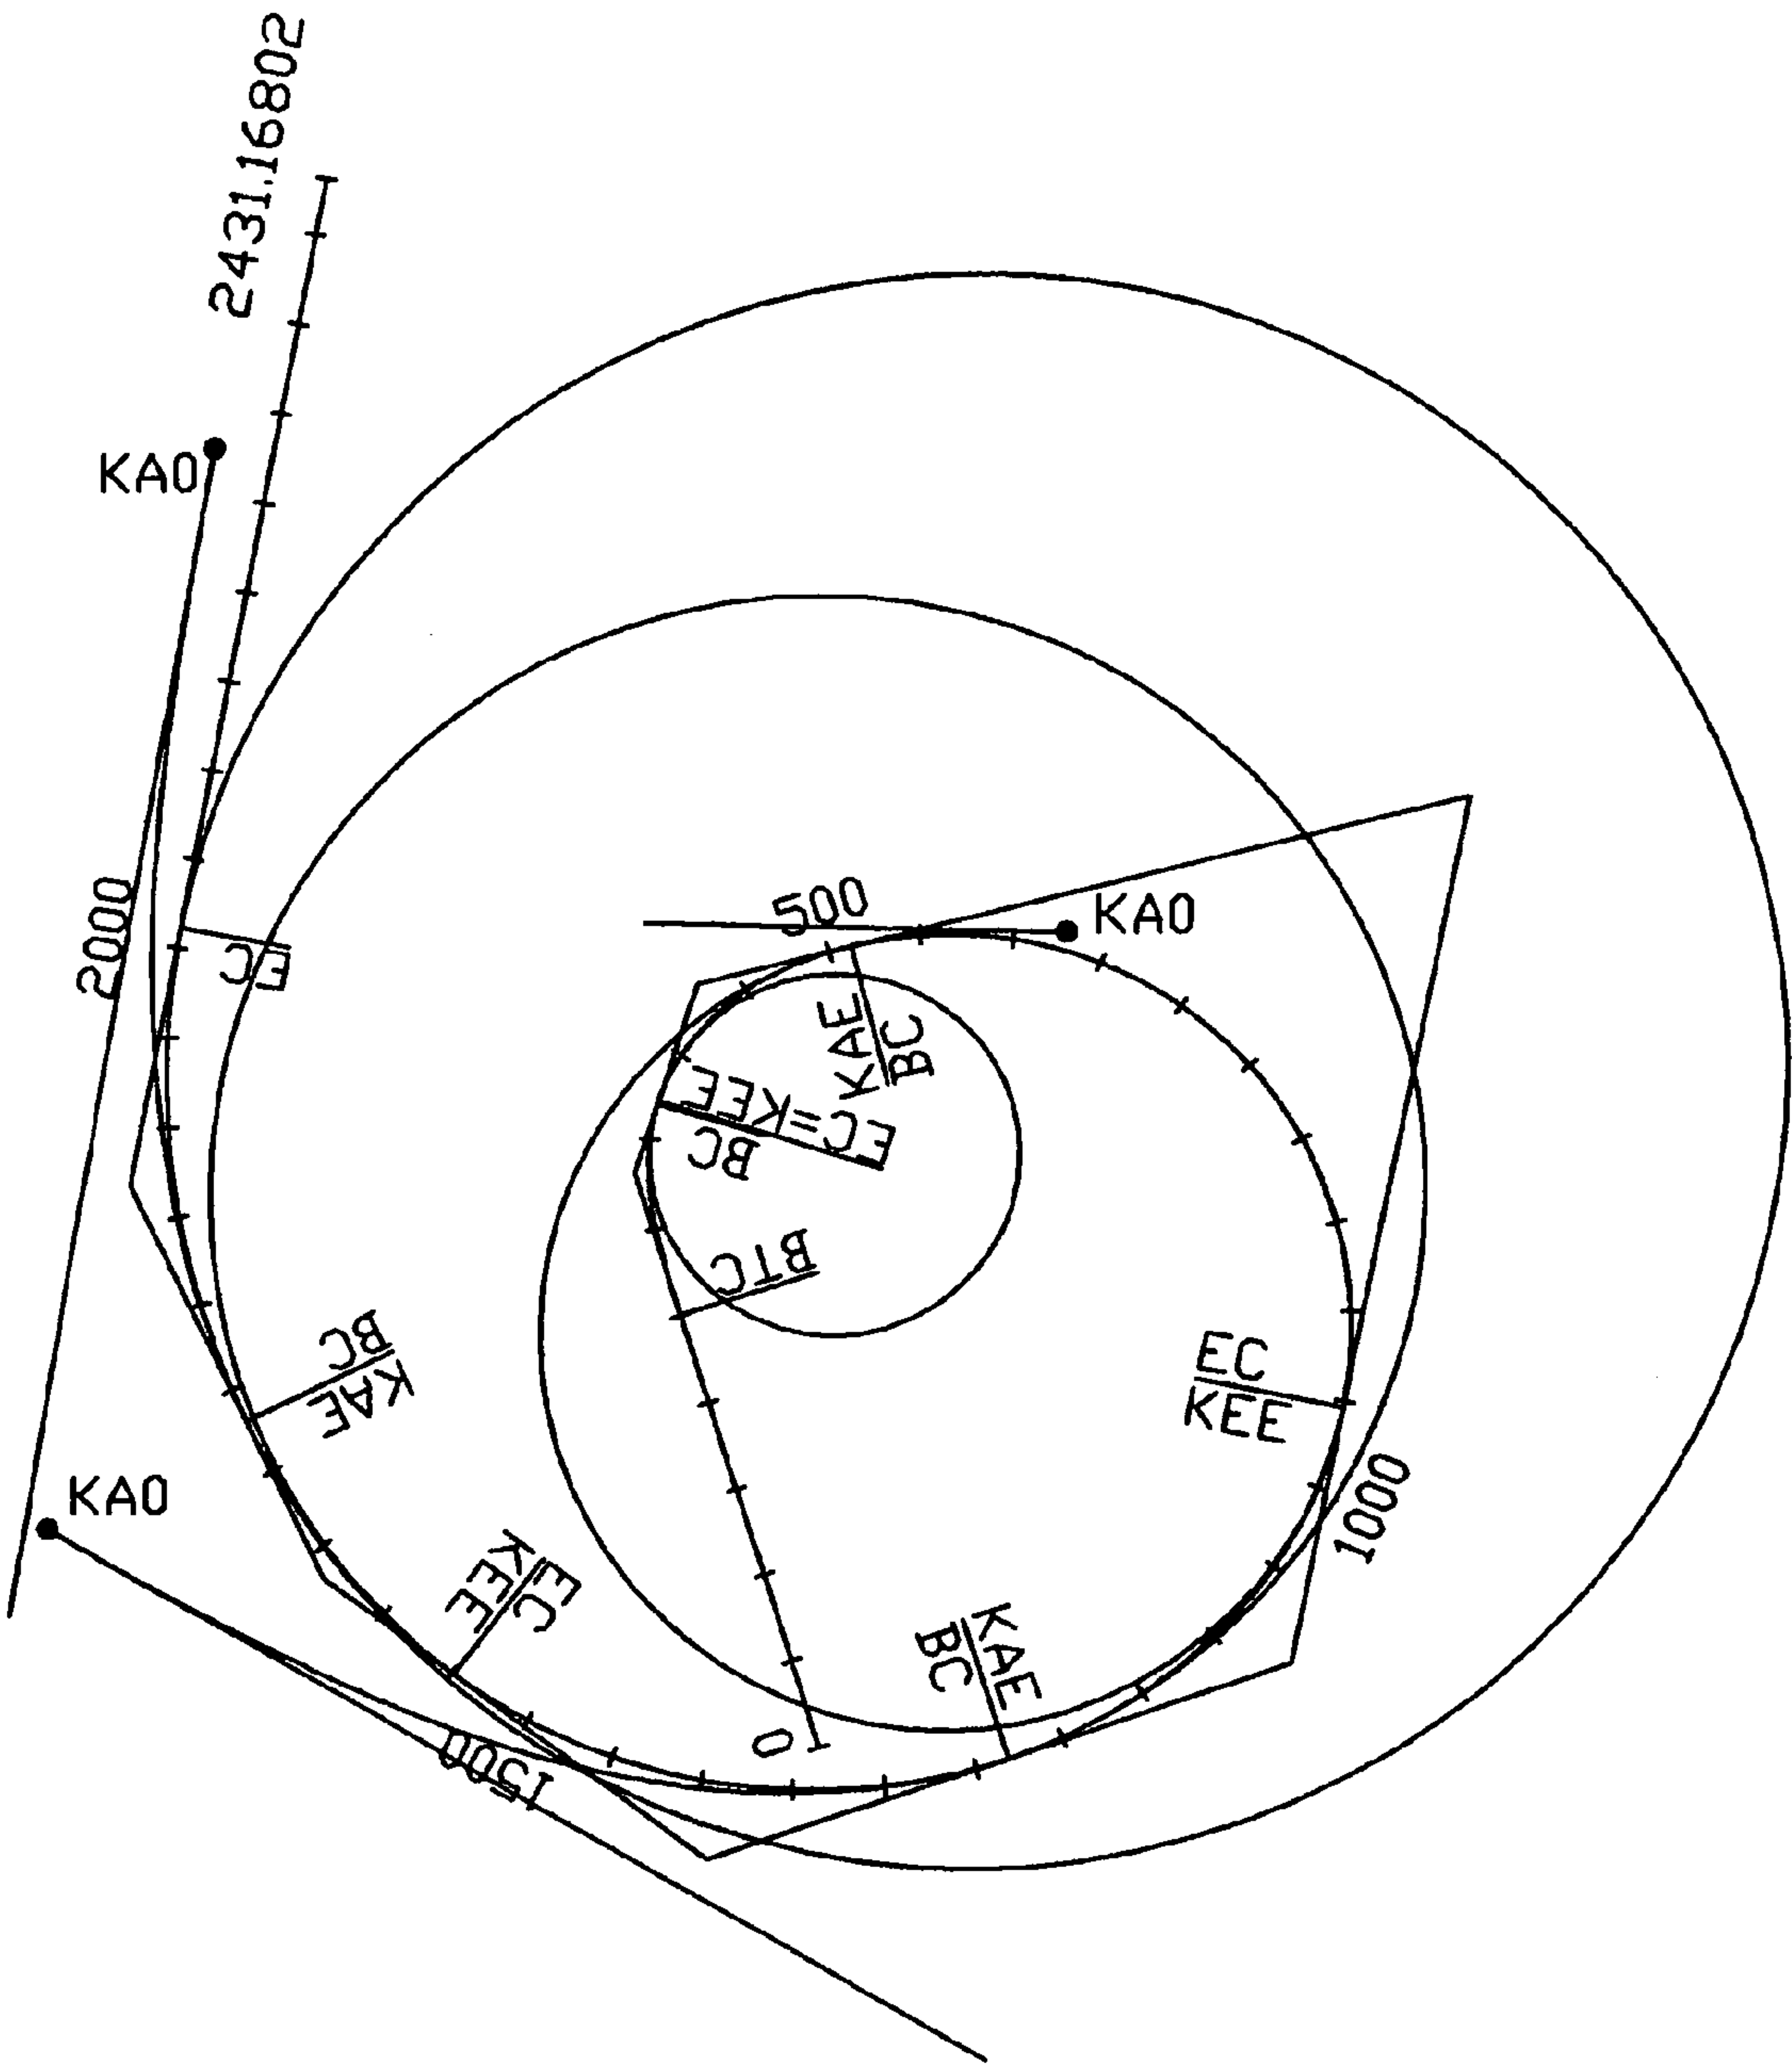 2431.16802
KAO
2000
500
KAO
EC
KAE
BC
EC=KEE
BC
BTC
BC
KAE
EC
KEE
1000
KAO
KEE
EC
KAE
BC
0
1500